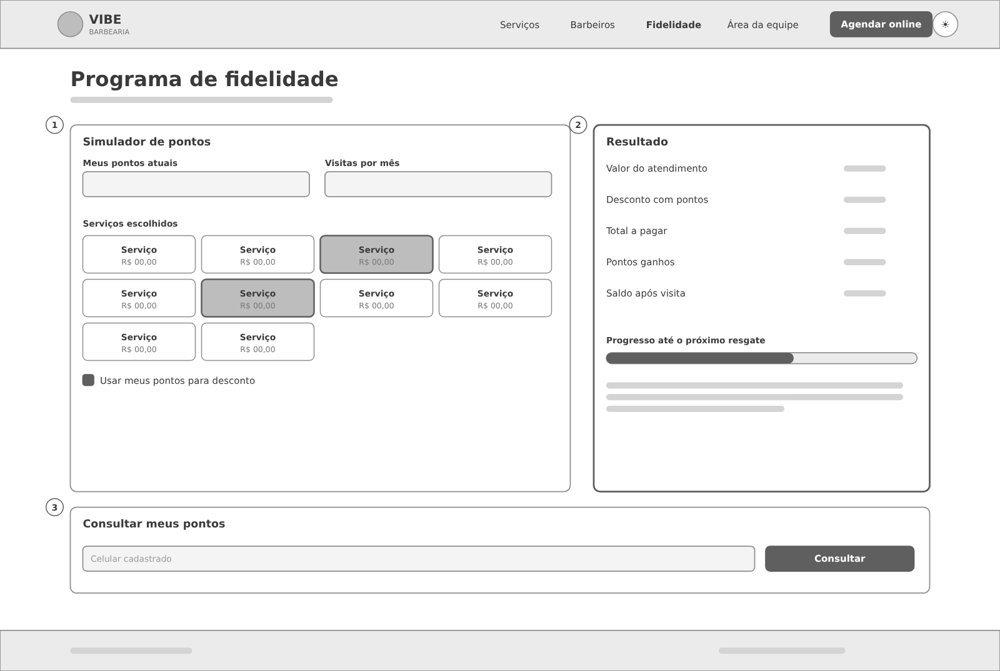 VIBE
BARBEARIA
Serviços
Barbeiros
Fidelidade
Área da equipe
Agendar online
☀
Programa de fidelidade
1
Simulador de pontos
Meus pontos atuais
Visitas por mês
Serviços escolhidos
Serviço
R$ 00,00
Serviço
R$ 00,00
Serviço
R$ 00,00
Serviço
R$ 00,00
Serviço
R$ 00,00
Serviço
R$ 00,00
Serviço
R$ 00,00
Serviço
R$ 00,00
Serviço
R$ 00,00
Serviço
R$ 00,00
Usar meus pontos para desconto
2
Resultado
Valor do atendimento
Desconto com pontos
Total a pagar
Pontos ganhos
Saldo após visita
Progresso até o próximo resgate
3
Consultar meus pontos
Celular cadastrado
Consultar